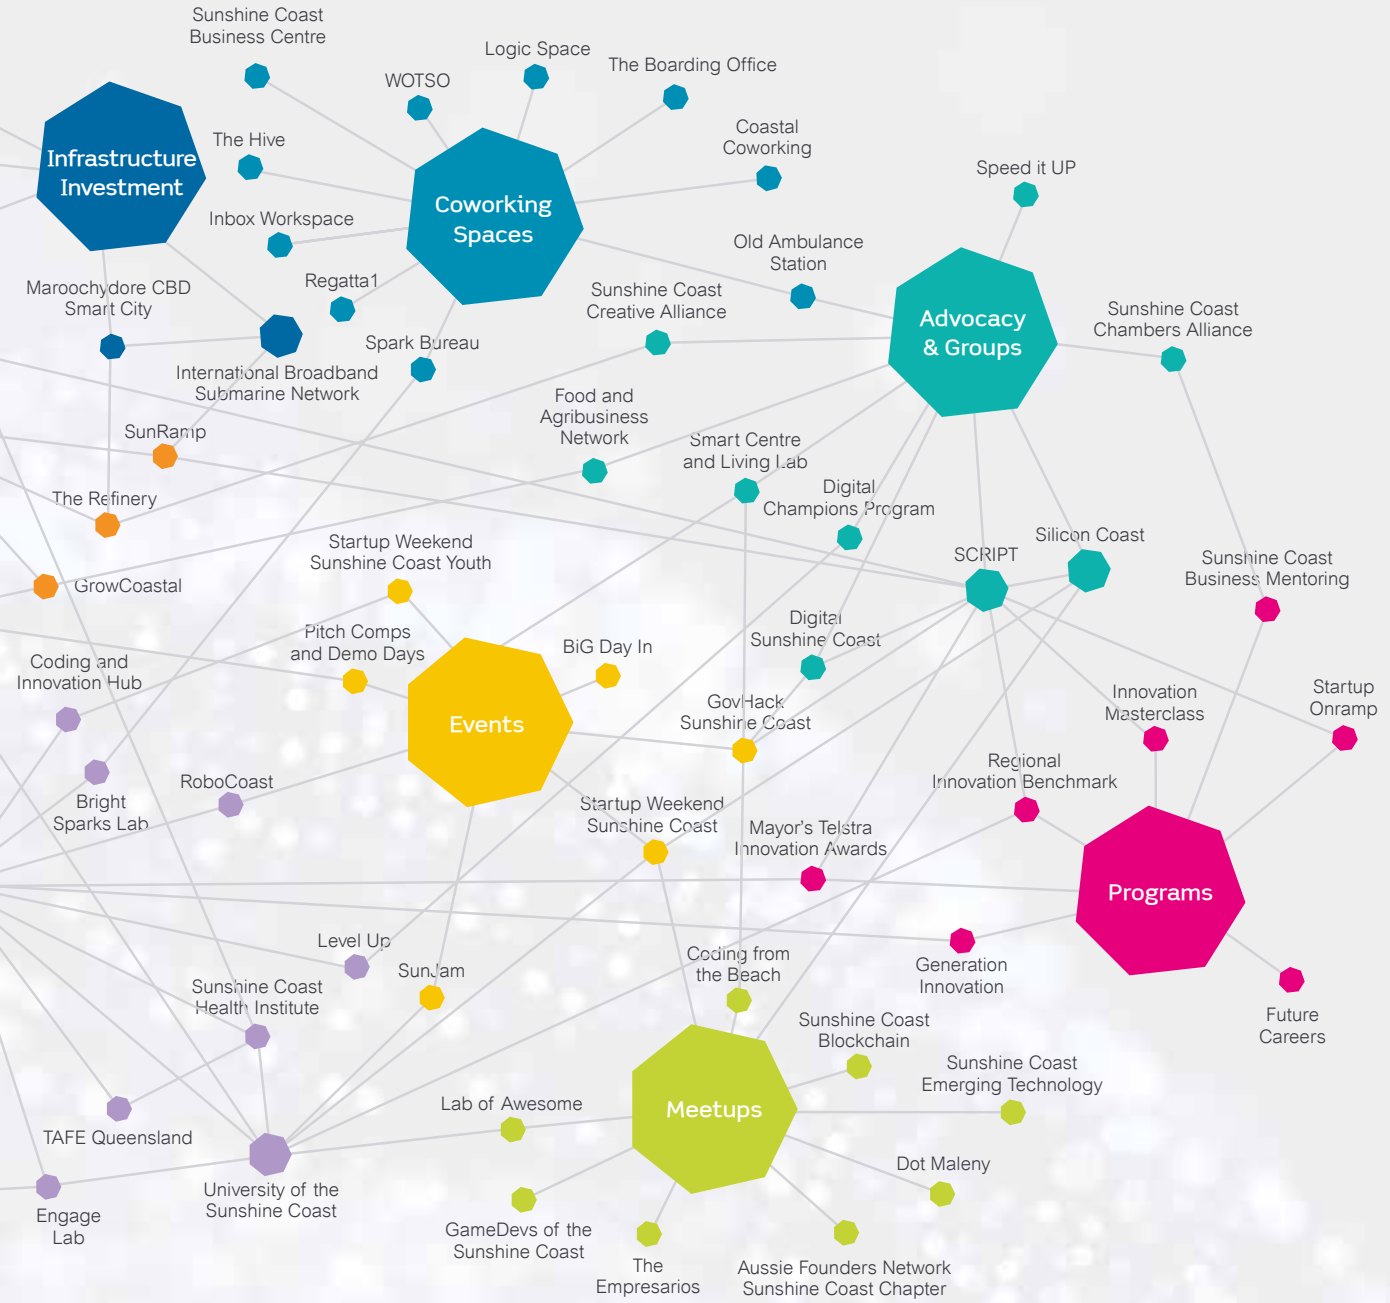 Sunshine Coast
Business Centre
Logic Space
The Boarding Office
WOTSO
Infrastructure
Investment
The Hive
Coastal
Coworking
Speed it UP
Coworking
Spaces
Inbox Workspace
Old Ambulance
Station
Maroochydore CBD
Smart City
Regatta1
Sunshine Coast
Creative Alliance
Advocacy
& Groups
Sunshine Coast
Chambers Alliance
Spark Bureau
International Broadband
Submarine Network
Food and
Agribusiness
Network
SunRamp
Smart Centre
and Living Lab
The Refinery
Digital
Champions Program
Startup Weekend
Sunshine Coast Youth
SCRIPT
Silicon Coast
Sunshine Coast
Business Mentoring
GrowCoastal
Pitch Comps
and Demo Days
BiG Day In
Digital
Sunshine Coast
Coding and
Innovation Hub
Events
GovHack
Sunshine Coast
Innovation
Masterclass
Startup
Onramp
RoboCoast
Regional
Innovation Benchmark
Bright
Sparks Lab
Startup Weekend
Sunshine Coast
Mayor's Telstra
Innovation Awards
Programs
Level Up
SunJam
Coding from
the Beach
Generation
Innovation
Sunshine Coast
Health Institute
Sunshine Coast
Blockchain
Future
Careers
Sunshine Coast
Emerging Technology
Lab of Awesome
Meetups
TAFE Queensland
Dot Maleny
University of the
Sunshine Coast
Engage
Lab
GameDevs of the
Sunshine Coast
The
Empresarios
Aussie Founders Network
Sunshine Coast Chapter